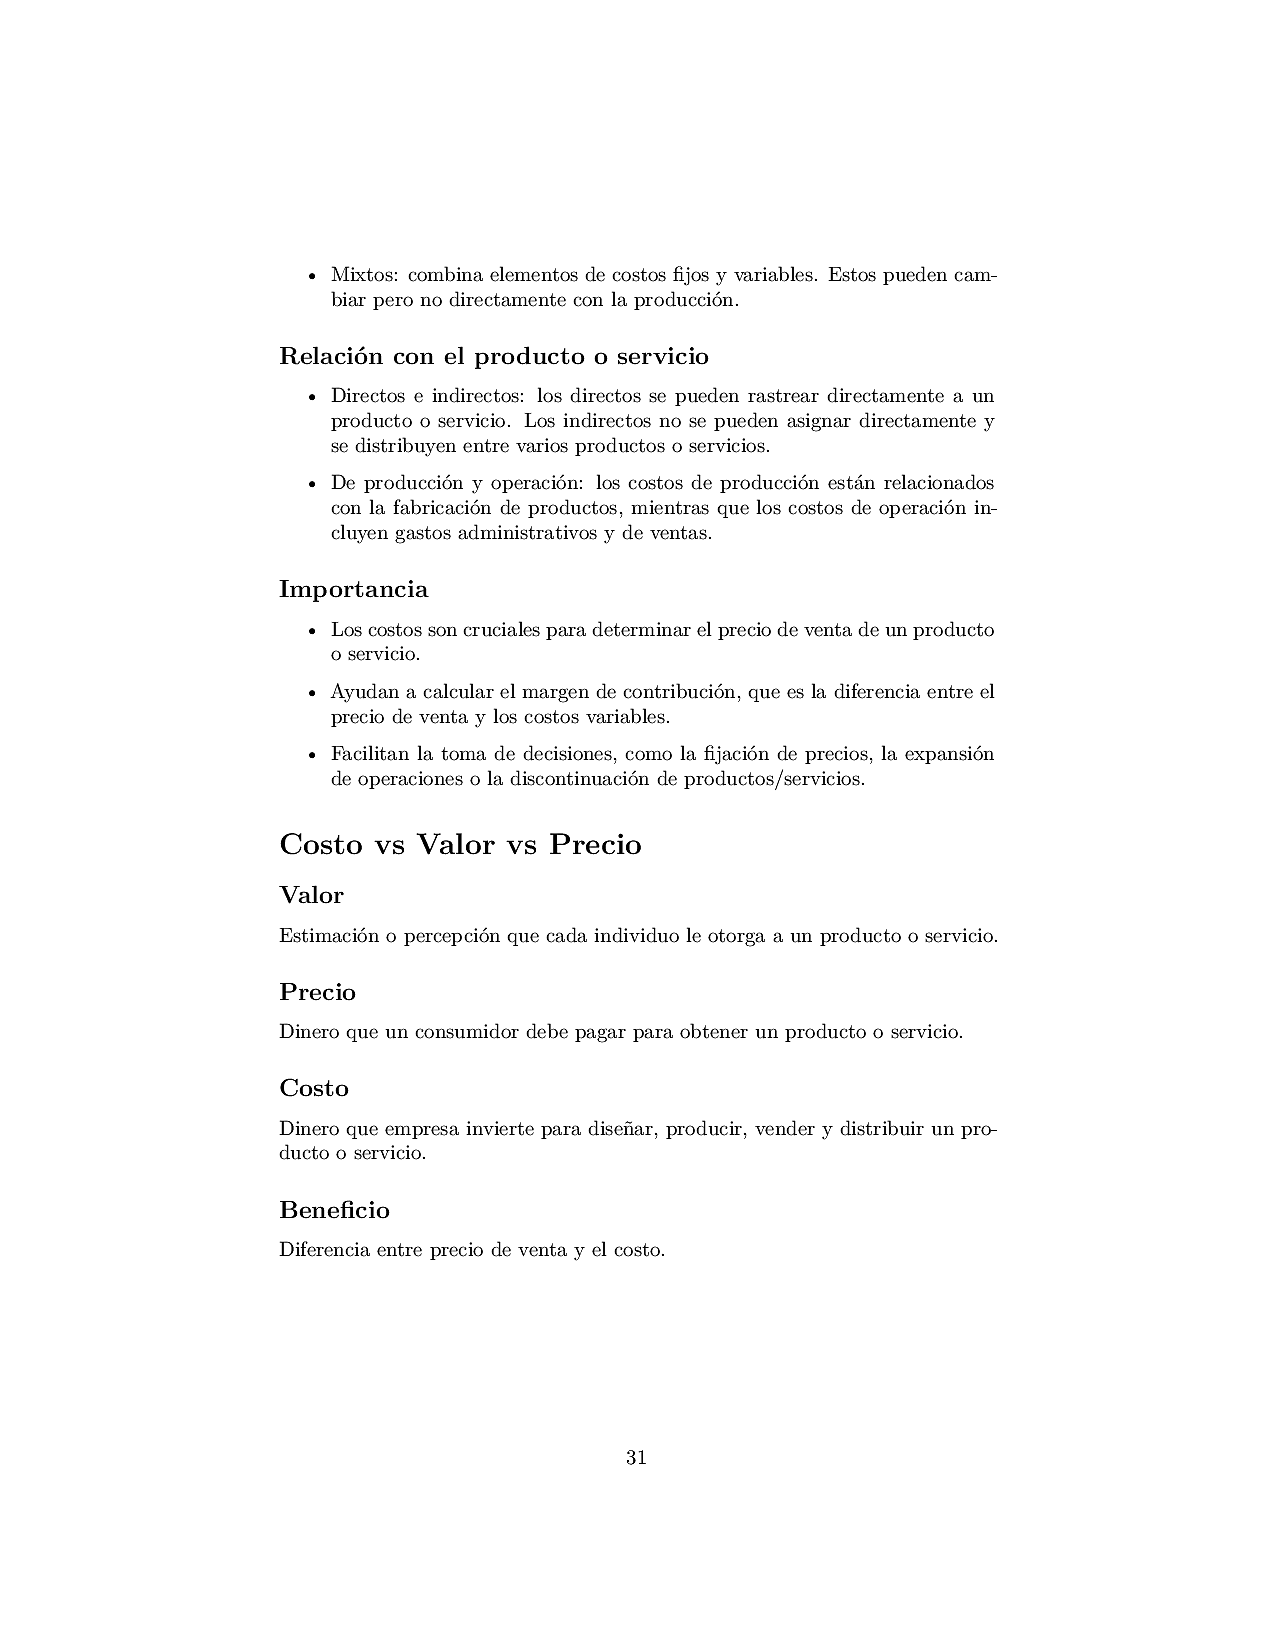 • Mixtos: combina elementos de costos fijos y variables. Estos pueden cam-
biar pero no directamente con la producción.
Relación con el producto o servicio
• Directos e indirectos: los directos se pueden rastrear directamente a un
producto o servicio. Los indirectos no se pueden asignar directamente y
se distribuyen entre varios productos o servicios.
• De producción y operación: los costos de producción están relacionados
con la fabricación de productos, mientras que los costos de operación in-
cluyen gastos administrativos y de ventas.
Importancia
• Los costos son cruciales para determinar el precio de venta de un producto
o servicio.
• Ayudan a calcular el margen de contribución, que es la diferencia entre el
precio de venta y los costos variables.
• Facilitan la toma de decisiones, como la fijación de precios, la expansión
de operaciones o la discontinuación de productos/servicios.
Costo vs Valor vs Precio
Valor
Estimación o percepción que cada individuo le otorga a un producto o servicio.
Precio
Dinero que un consumidor debe pagar para obtener un producto o servicio.
Costo
Dinero que empresa invierte para diseñar, producir, vender y distribuir un pro-
ducto o servicio.
Beneficio
Diferencia entre precio de venta y el costo.
31